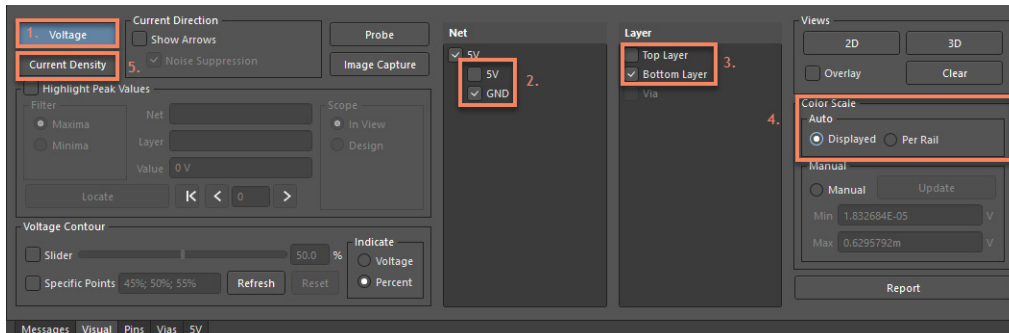 1. Voltage
Current Density
5.
Current Direction
Show Arrows
Noise Suppression
Probe
Image Capture
Highlight Peak Values
Filter
Maxima
Minima
Net
Layer
Value 0 V
Scope
In View
Design
Locate
0
Voltage Contour
Slider
50.0 %
Specific Points 45%; 50%; 55% Refresh Reset
Indicate
Voltage
Percent
Net
5V
5V
GND
2.
Layer
Top Layer
Bottom Layer
Via
3.
Views
2D 3D
Overlay Clear
4.
Color Scale
Auto
Displayed Per Rail
Manual
Manual Update
Min 1.832684E-05 V
Max 0.6295792m V
Report
Messages Visual Pins Vias 5V